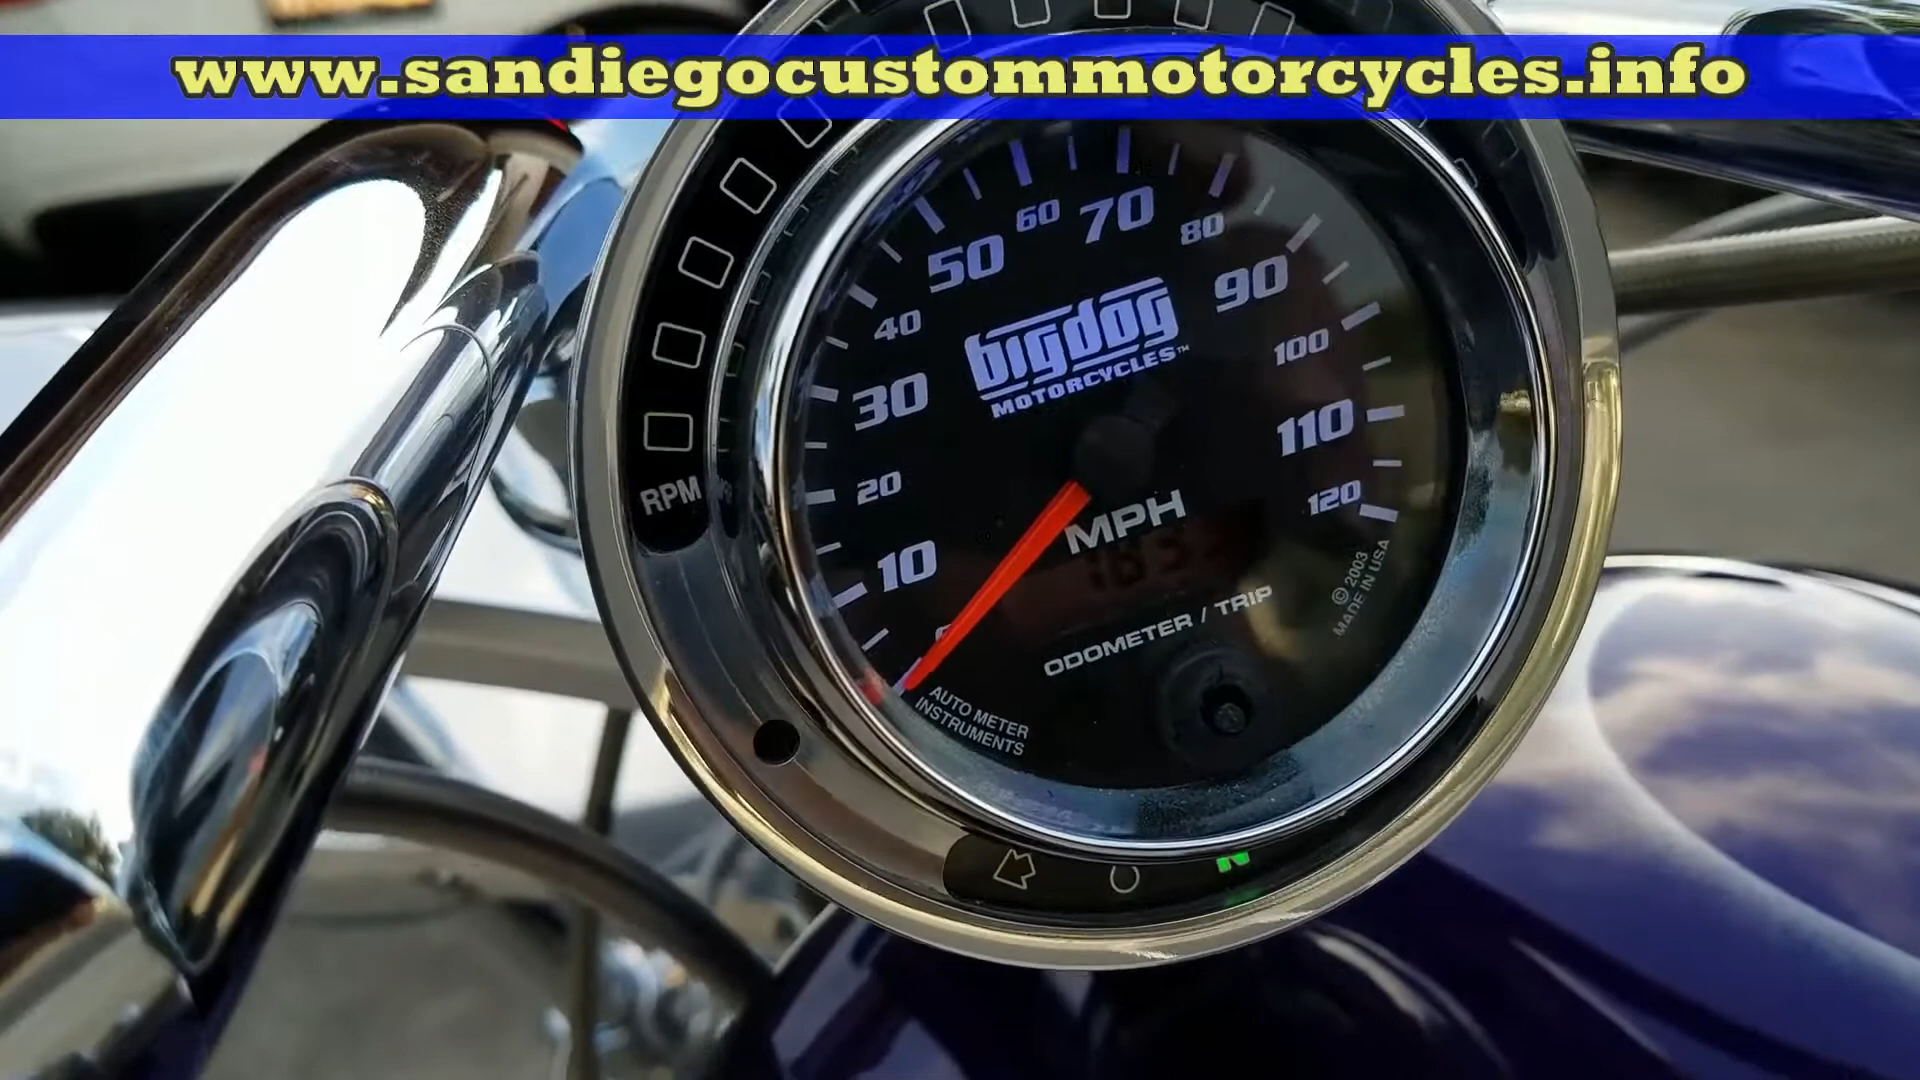 www.sandiegocustommotorcycles.info
60 70 80
50 90
40 100
30 110
20 120
10
bigdog
MOTORCYCLES™
RPM
MPH
ODOMETER / TRIP
© 2003
MADE IN USA
AUTO METER
INSTRUMENTS
N